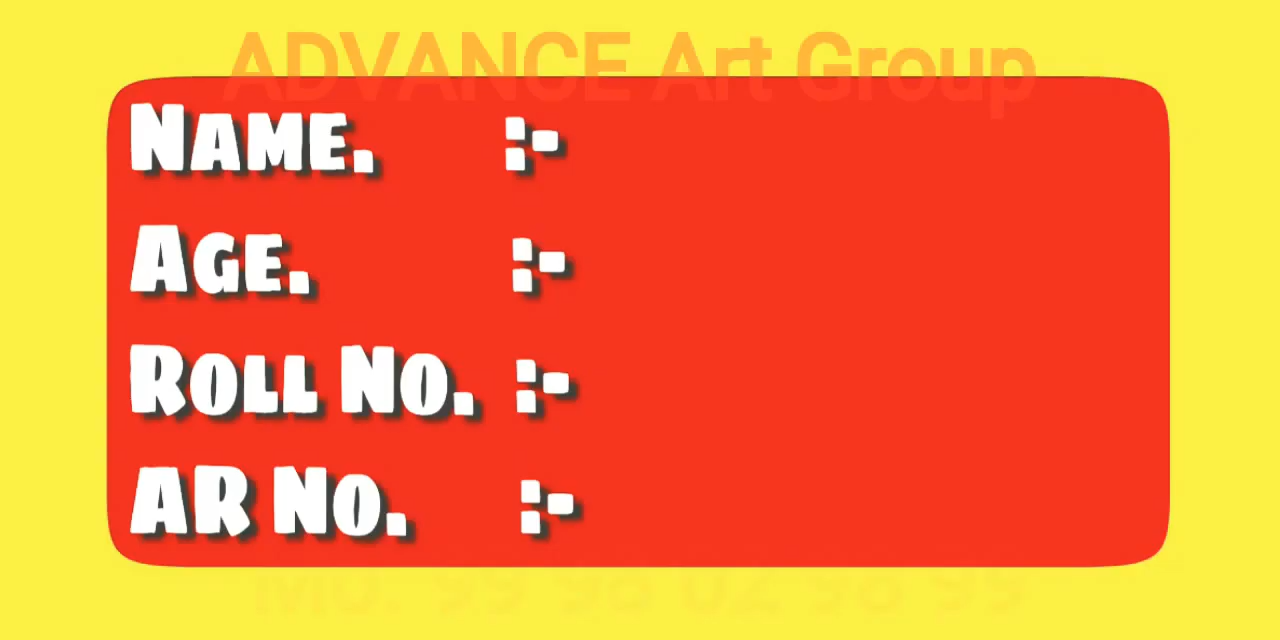 ADVANCE Art Group
NAME. :-
AGE. :-
ROLL NO. :-
AR NO. :-